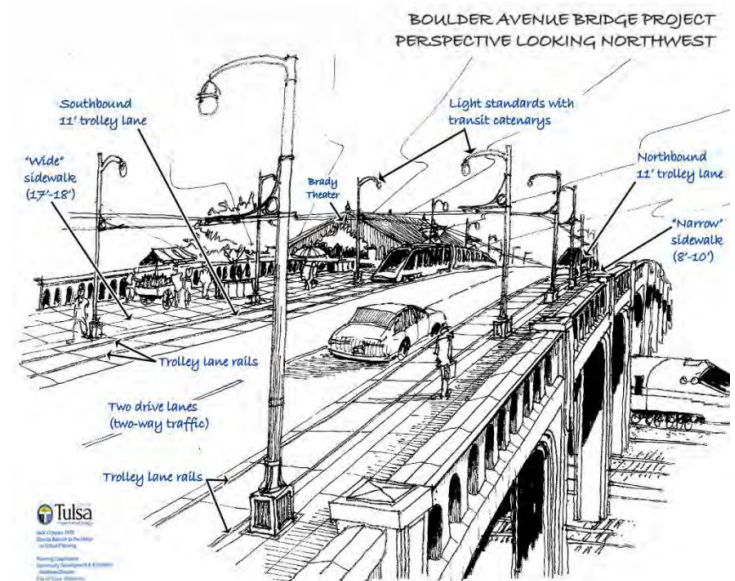 BOULDER AVENUE BRIDGE PROJECT
PERSPECTIVE LOOKING NORTHWEST
Southbound
11' trolley lane
Light standards with
transit catenarys
"Wide"
sidewalk
(17'-18')
Brady
Theater
Northbound
11' trolley lane
"Narrow"
sidewalk
(8'-10')
Trolley lane rails
Two drive lanes
(two-way traffic)
Trolley lane rails
Tulsa